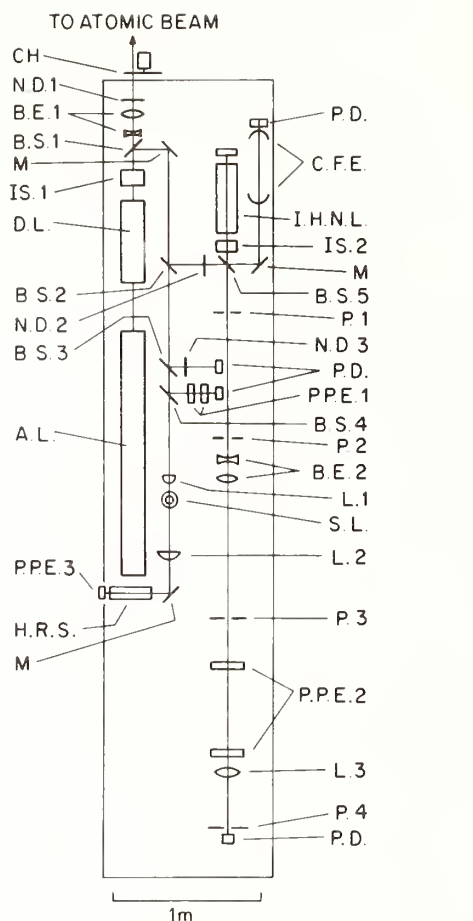 TO ATOMIC BEAM
CH
N.D.1
B.E.1
B.S.1
M
IS.1
D.L.
B.S.2
N.D.2
B.S.3
A.L.
P.P.E.3
H.R.S.
M
P.D.
C.F.E.
I.H.N.L.
IS.2
M
B.S.5
P.1
N.D.3
P.D.
P.P.E.1
B.S.4
P.2
B.E.2
L.1
S.L.
L.2
P.3
P.P.E.2
L.3
P.4
P.D.
1m